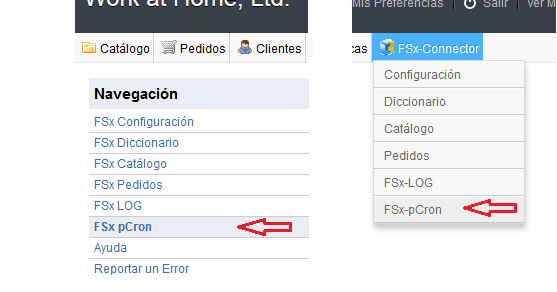 Work at Home, Ltd.
Catálogo Pedidos Clientes
Navegación
FSx Configuración
FSx Diccionario
FSx Catálogo
FSx Pedidos
FSx LOG
FSx pCron
Ayuda
Reportar un Error
Mis Preferencias Salir Ver M
cas FSx-Connector
Configuración
Diccionario
Catálogo
Pedidos
FSx-LOG
FSx-pCron